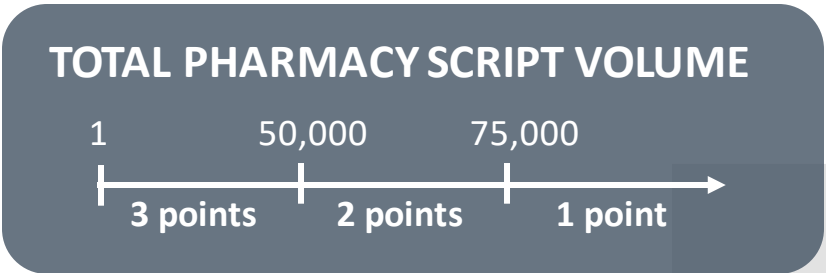 TOTAL PHARMACY SCRIPT VOLUME
1 50,000 75,000
3 points 2 points 1 point